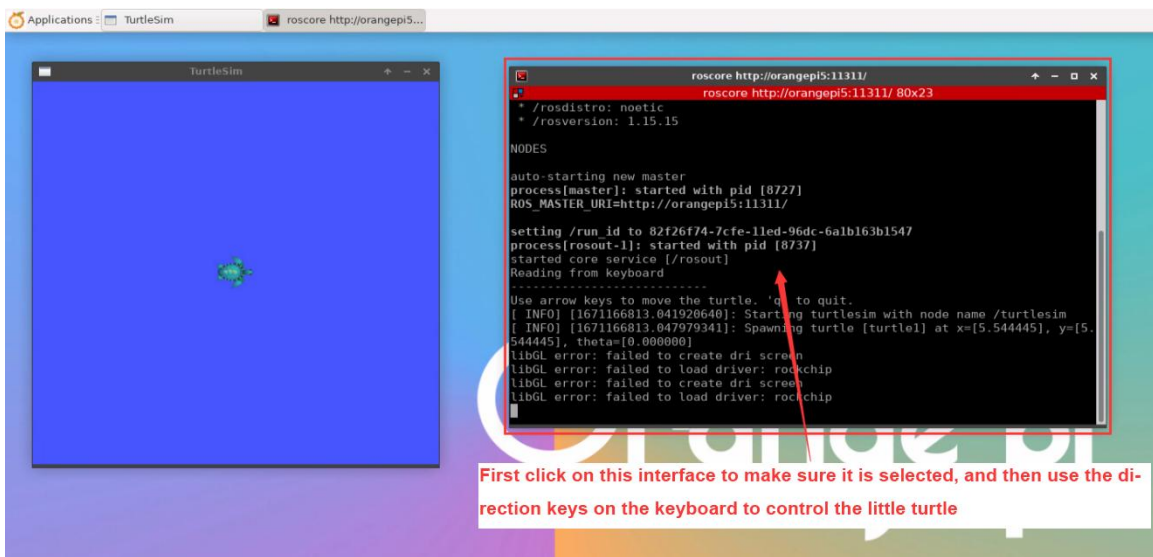 Applications TurtleSim roscore http://orangepi5...
TurtleSim
roscore http://orangepi5:11311/
roscore http://orangepi5:11311/ 80x23
* /rosdistro: noetic
* /rosversion: 1.15.15
NODES
auto-starting new master
process[master]: started with pid [8727]
ROS_MASTER_URI=http://orangepi5:11311/
setting /run_id to 82f26f74-7cfe-11ed-96dc-6a1b163b1547
process[rosout-1]: started with pid [8737]
started core service [/rosout]
Reading from keyboard
---------------------------
Use arrow keys to move the turtle. 'q' to quit.
[ INFO] [1671166813.041920640]: Starting turtlesim with node name /turtlesim
[ INFO] [1671166813.047979341]: Spawning turtle [turtle1] at x=[5.544445], y=[5.
544445], theta=[0.000000]
libGL error: failed to create dri screen
libGL error: failed to load driver: rockchip
libGL error: failed to create dri screen
libGL error: failed to load driver: rockchip
Orange pi
First click on this interface to make sure it is selected, and then use the di-
rection keys on the keyboard to control the little turtle